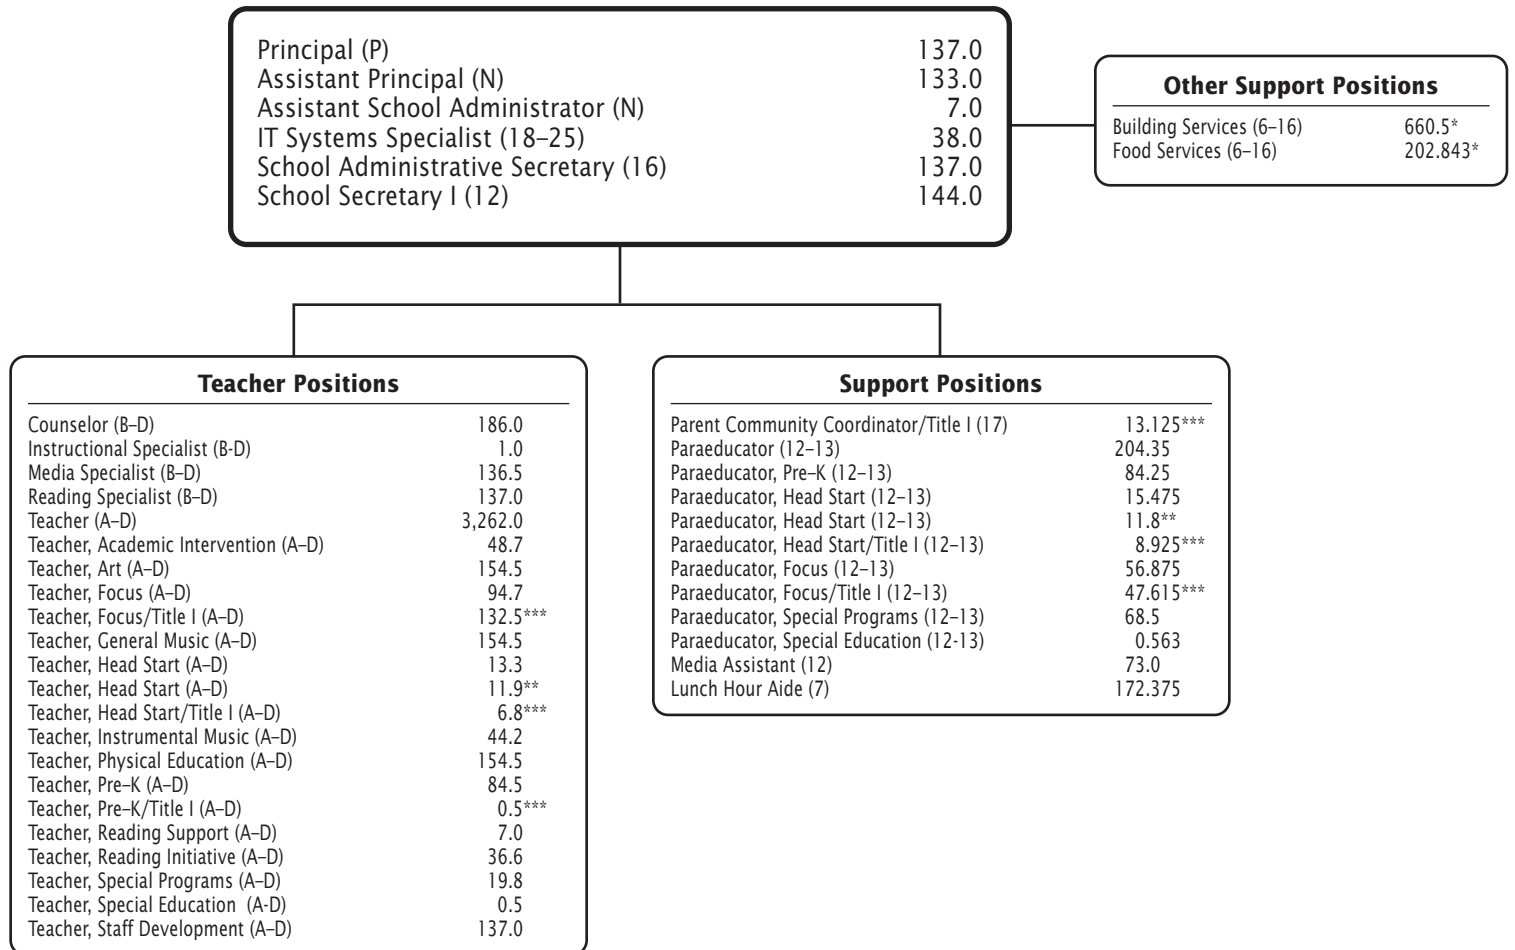 Principal (P) 137.0
Assistant Principal (N) 133.0
Assistant School Administrator (N) 7.0
IT Systems Specialist (18–25) 38.0
School Administrative Secretary (16) 137.0
School Secretary I (12) 144.0
Other Support Positions
Building Services (6–16) 660.5*
Food Services (6–16) 202.843*
Teacher Positions
Counselor (B–D) 186.0
Instructional Specialist (B-D) 1.0
Media Specialist (B–D) 136.5
Reading Specialist (B–D) 137.0
Teacher (A–D) 3,262.0
Teacher, Academic Intervention (A–D) 48.7
Teacher, Art (A–D) 154.5
Teacher, Focus (A–D) 94.7
Teacher, Focus/Title I (A–D) 132.5***
Teacher, General Music (A–D) 154.5
Teacher, Head Start (A–D) 13.3
Teacher, Head Start (A–D) 11.9**
Teacher, Head Start/Title I (A–D) 6.8***
Teacher, Instrumental Music (A–D) 44.2
Teacher, Physical Education (A–D) 154.5
Teacher, Pre–K (A–D) 84.5
Teacher, Pre–K/Title I (A–D) 0.5***
Teacher, Reading Support (A–D) 7.0
Teacher, Reading Initiative (A–D) 36.6
Teacher, Special Programs (A–D) 19.8
Teacher, Special Education (A-D) 0.5
Teacher, Staff Development (A–D) 137.0
Support Positions
Parent Community Coordinator/Title I (17) 13.125***
Paraeducator (12–13) 204.35
Paraeducator, Pre–K (12–13) 84.25
Paraeducator, Head Start (12–13) 15.475
Paraeducator, Head Start (12–13) 11.8**
Paraeducator, Head Start/Title I (12–13) 8.925***
Paraeducator, Focus (12–13) 56.875
Paraeducator, Focus/Title I (12–13) 47.615***
Paraeducator, Special Programs (12–13) 68.5
Paraeducator, Special Education (12-13) 0.563
Media Assistant (12) 73.0
Lunch Hour Aide (7) 172.375